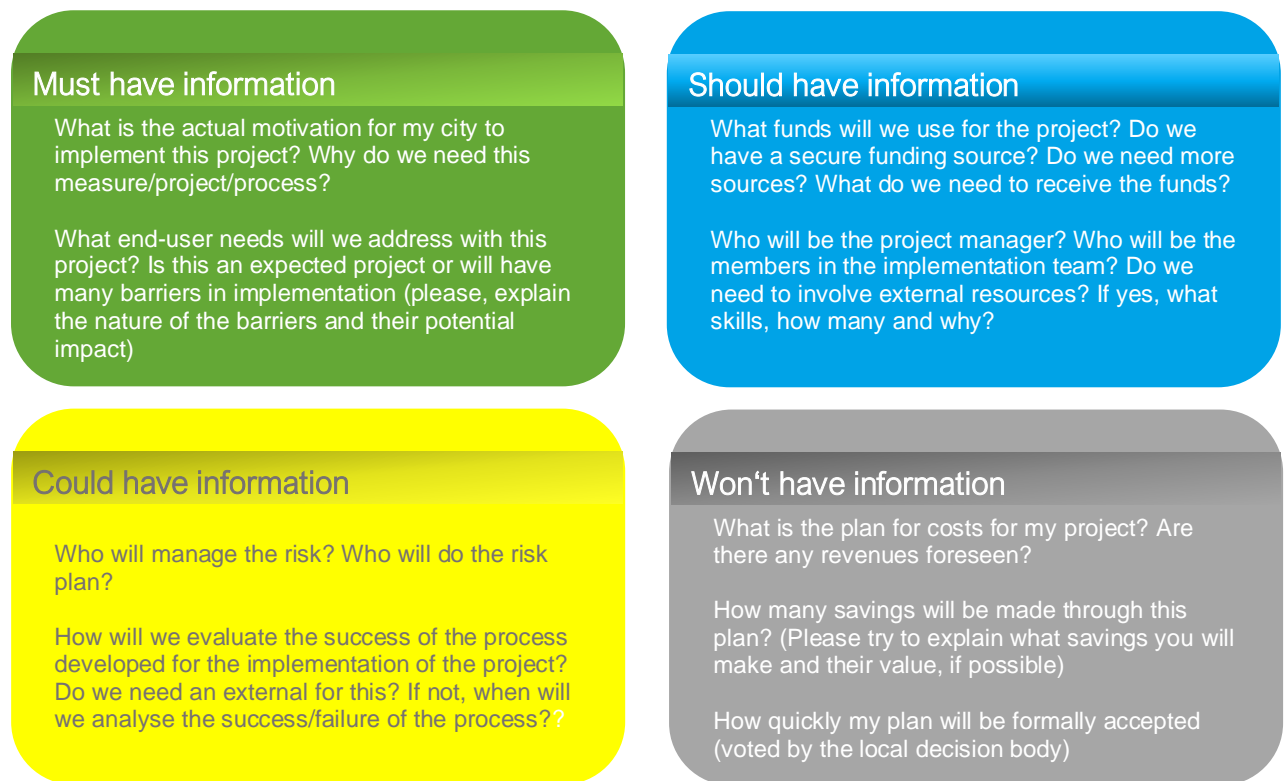 Must have information
What is the actual motivation for my city to
implement this project? Why do we need this
measure/project/process?
What end-user needs will we address with this
project? Is this an expected project or will have
many barriers in implementation (please, explain
the nature of the barriers and their potential
impact)
Should have information
What funds will we use for the project? Do we
have a secure funding source? Do we need more
sources? What do we need to receive the funds?
Who will be the project manager? Who will be the
members in the implementation team? Do we
need to involve external resources? If yes, what
skills, how many and why?
Could have information
Who will manage the risk? Who will do the risk
plan?
How will we evaluate the success of the process
developed for the implementation of the project?
Do we need an external for this? If not, when will
we analyse the success/failure of the process??
Won‘t have information
What is the plan for costs for my project? Are
there any revenues foreseen?
How many savings will be made through this
plan? (Please try to explain what savings you will
make and their value, if possible)
How quickly my plan will be formally accepted
(voted by the local decision body)